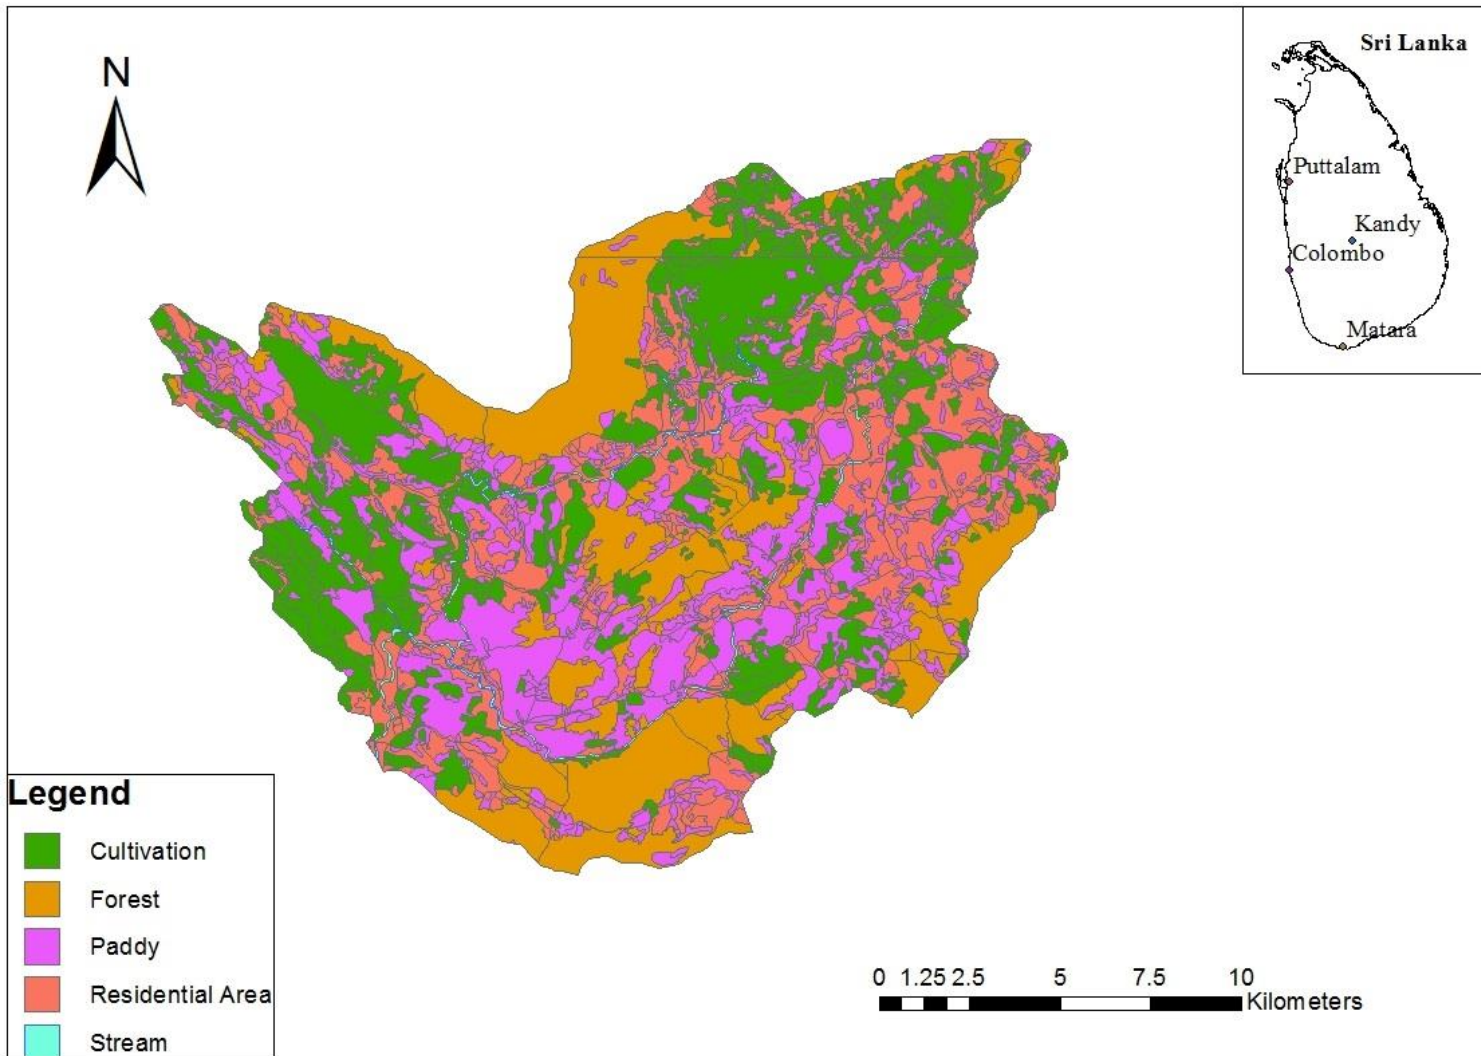 N
Sri Lanka
Puttalam
Kandy
Colombo
Matara
Legend
Cultivation
Forest
Paddy
Residential Area
Stream
0 1.25 2.5 5 7.5 10
Kilometers